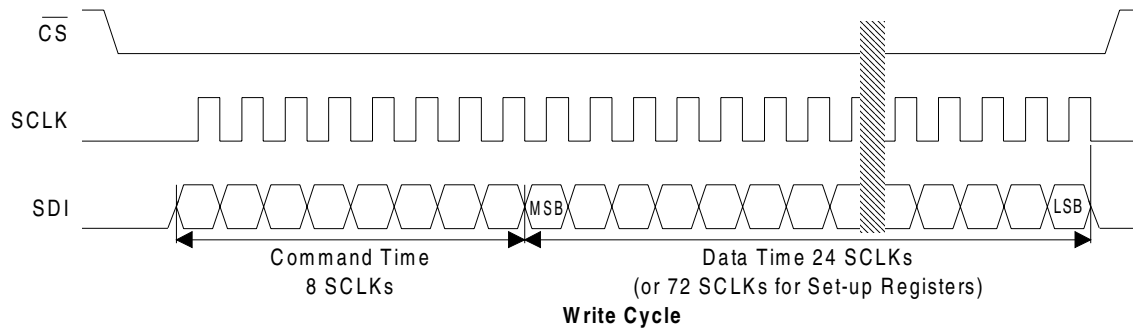 CS
SCLK
SDI
MSB
LSB
Command Time
8 SCLKs
Data Time 24 SCLKs
(or 72 SCLKs for Set-up Registers)
Write Cycle